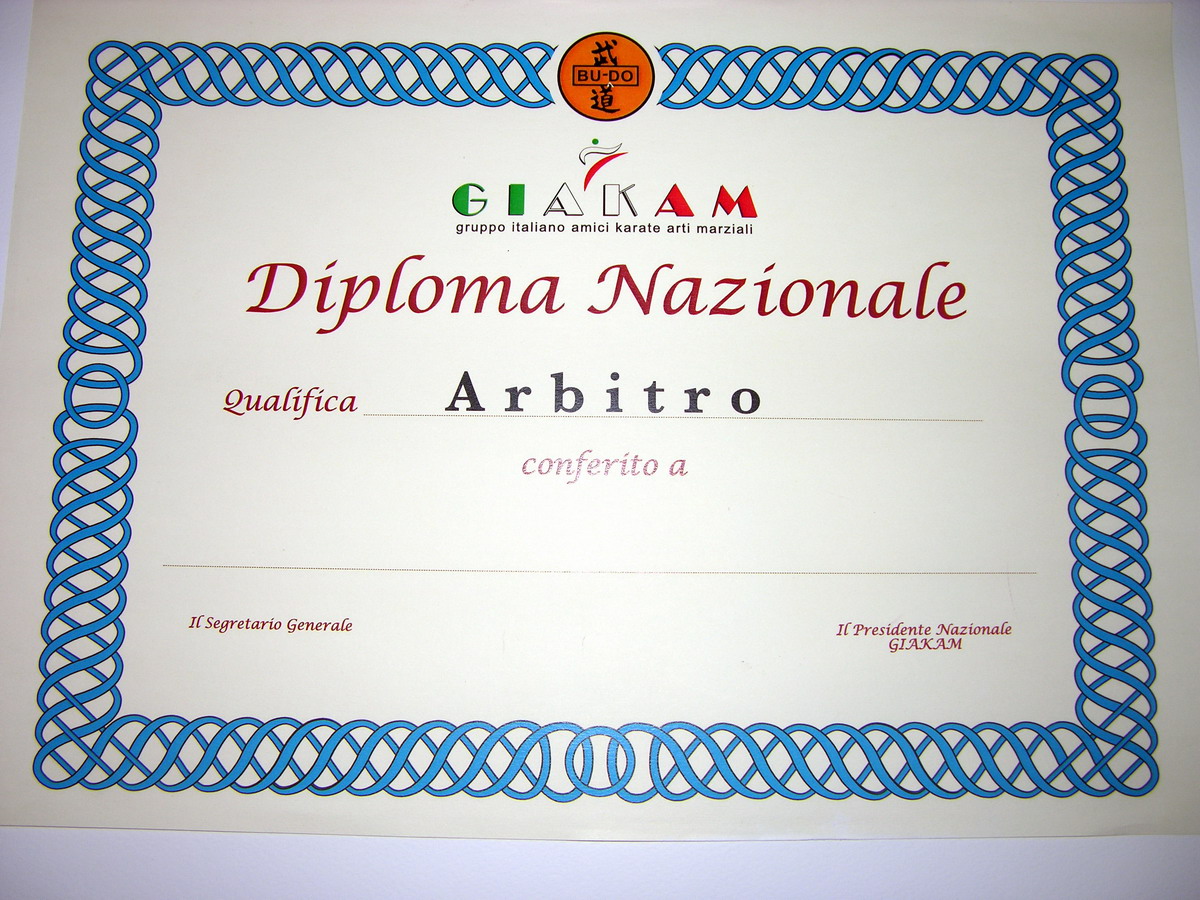 武
BU-DO
道
GIAKAM
gruppo italiano amici karate arti marziali
Diploma Nazionale
Qualifica Arbitro
conferito a
Il Segretario Generale
Il Presidente Nazionale
GIAKAM